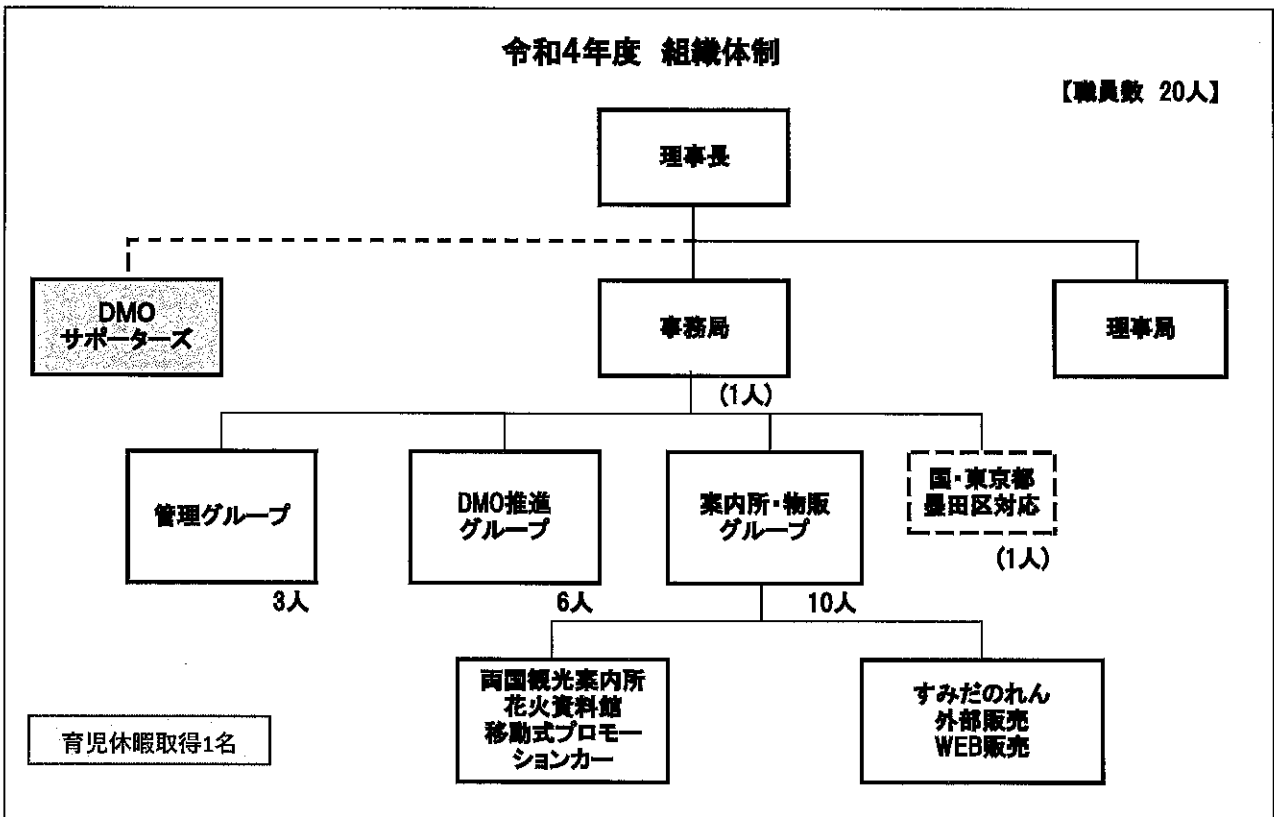 令和4年度 組織体制
【職員数 20人】
理事長
DMO
サポーターズ
事務局
理事局
(1人)
管理グループ
DMO推進
グループ
案内所・物販
グループ
国・東京都
墨田区対応
(1人)
3人
6人
10人
両国観光案内所
花火資料館
移動式プロモー
ションカー
すみだのれん
外部販売
WEB販売
育児休暇取得1名